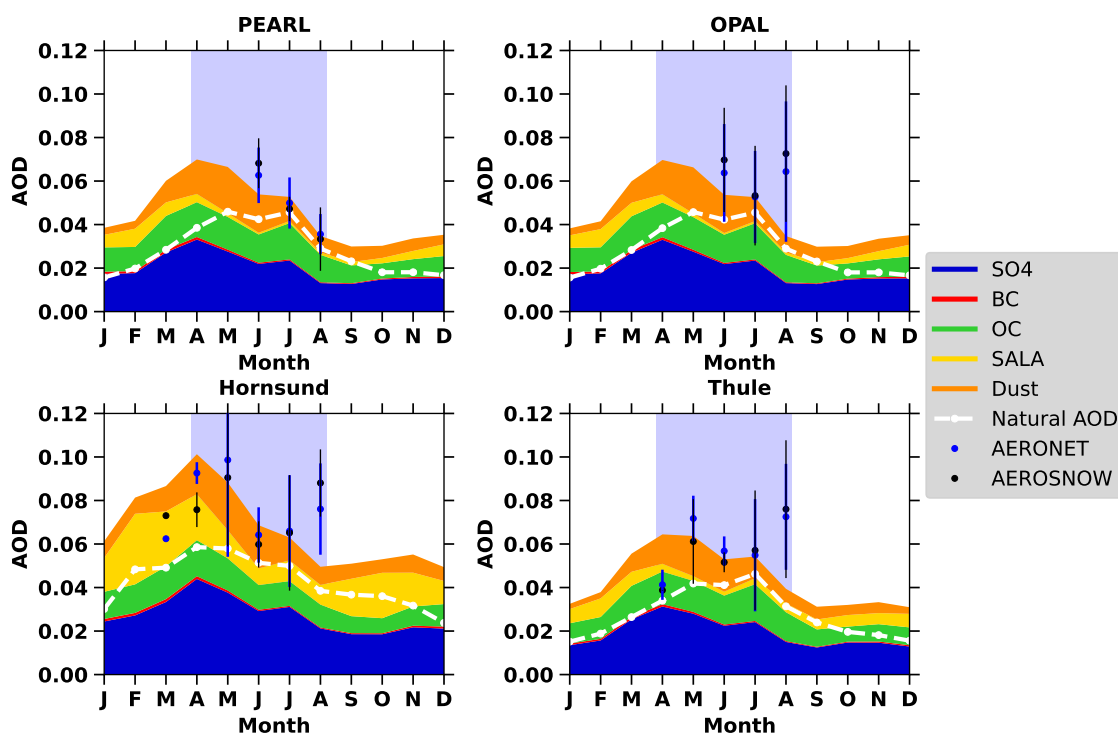 PEARL
0.12
0.10
0.08
0.06
0.04
0.02
0.00
AOD
J F M A M J J A S O N D
Month
OPAL
0.12
0.10
0.08
0.06
0.04
0.02
0.00
AOD
J F M A M J J A S O N D
Month
Hornsund
0.12
0.10
0.08
0.06
0.04
0.02
0.00
AOD
J F M A M J J A S O N D
Month
Thule
0.12
0.10
0.08
0.06
0.04
0.02
0.00
AOD
J F M A M J J A S O N D
Month
SO4
BC
OC
SALA
Dust
Natural AOD
AERONET
AEROSNOW